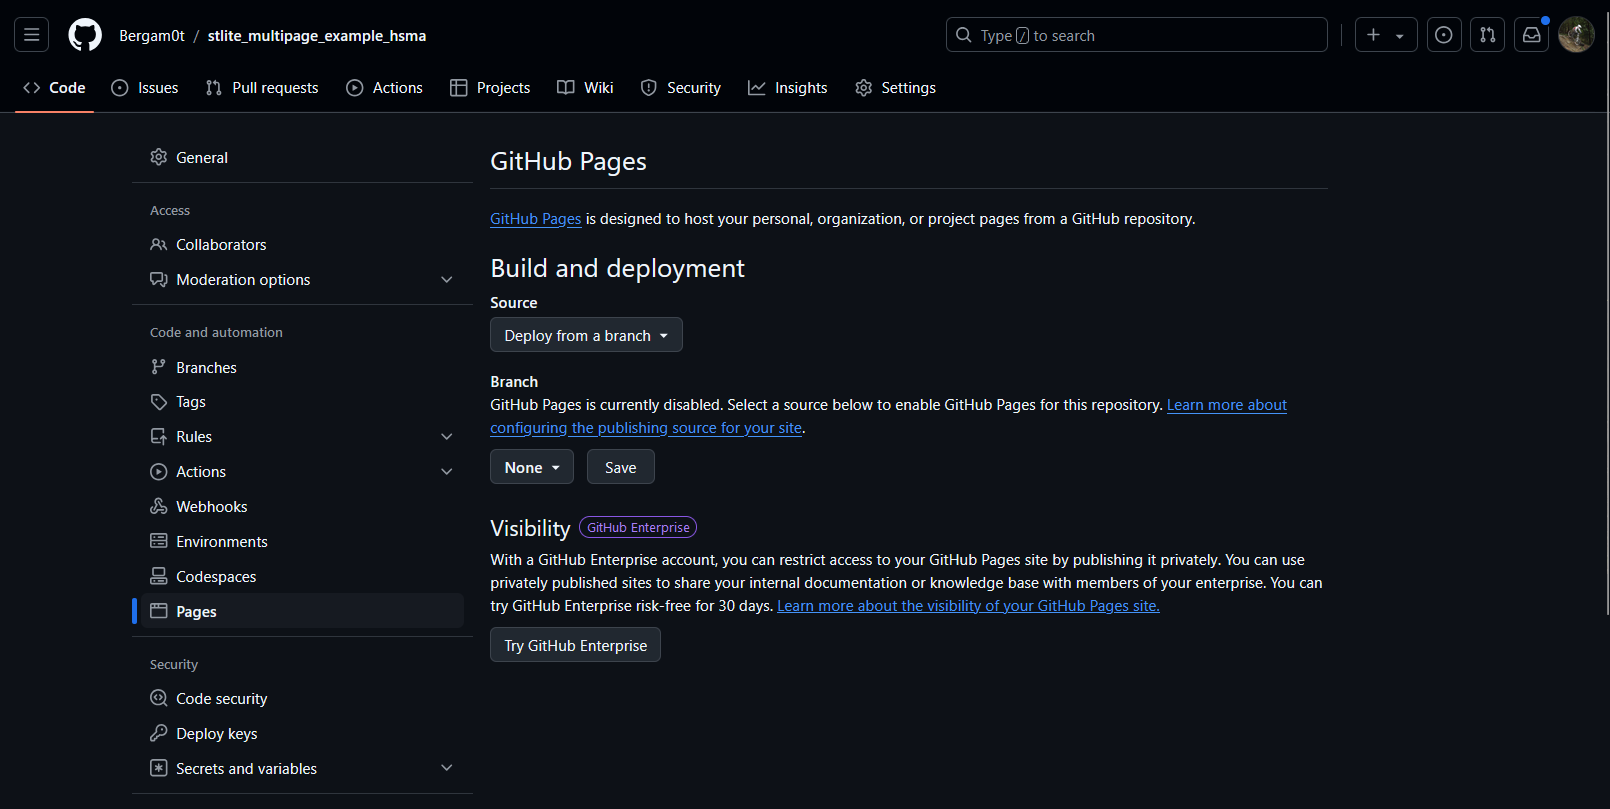 Bergam0t / stlite_multipage_example_hsma
Type / to search
Code
Issues
Pull requests
Actions
Projects
Wiki
Security
Insights
Settings
General
Access
Collaborators
Moderation options
Code and automation
Branches
Tags
Rules
Actions
Webhooks
Environments
Codespaces
Pages
Security
Code security
Deploy keys
Secrets and variables
GitHub Pages
GitHub Pages is designed to host your personal, organization, or project pages from a GitHub repository.
Build and deployment
Source
Deploy from a branch
Branch
GitHub Pages is currently disabled. Select a source below to enable GitHub Pages for this repository. Learn more about
configuring the publishing source for your site.
None
Save
Visibility GitHub Enterprise
With a GitHub Enterprise account, you can restrict access to your GitHub Pages site by publishing it privately. You can use
privately published sites to share your internal documentation or knowledge base with members of your enterprise. You can
try GitHub Enterprise risk-free for 30 days. Learn more about the visibility of your GitHub Pages site.
Try GitHub Enterprise